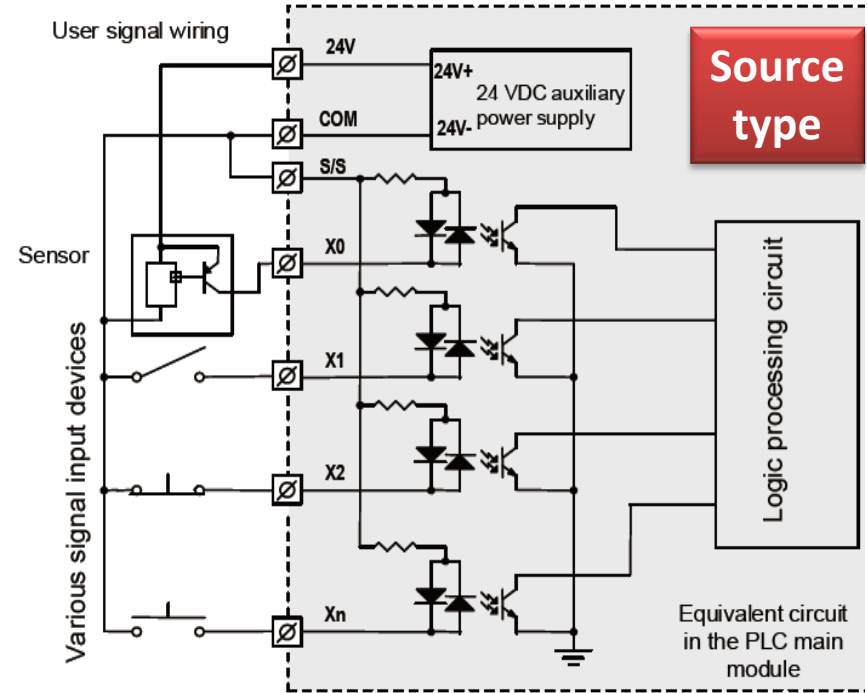 User signal wiring
24V
24V+
24 VDC auxiliary
power supply
24V-
Source
type
COM
S/S
Sensor
X0
X1
X2
Xn
Various signal input devices
Logic processing circuit
Equivalent circuit
in the PLC main
module